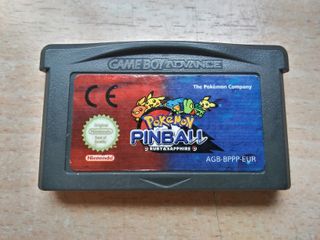 GAME BOY ADVANCE
The Pokémon Company
CE
POKéMON
PINBALL
RUBY & SAPPHIRE
Original
Nintendo
Seal of
Quality
Nintendo
AGB-BPPP-EUR